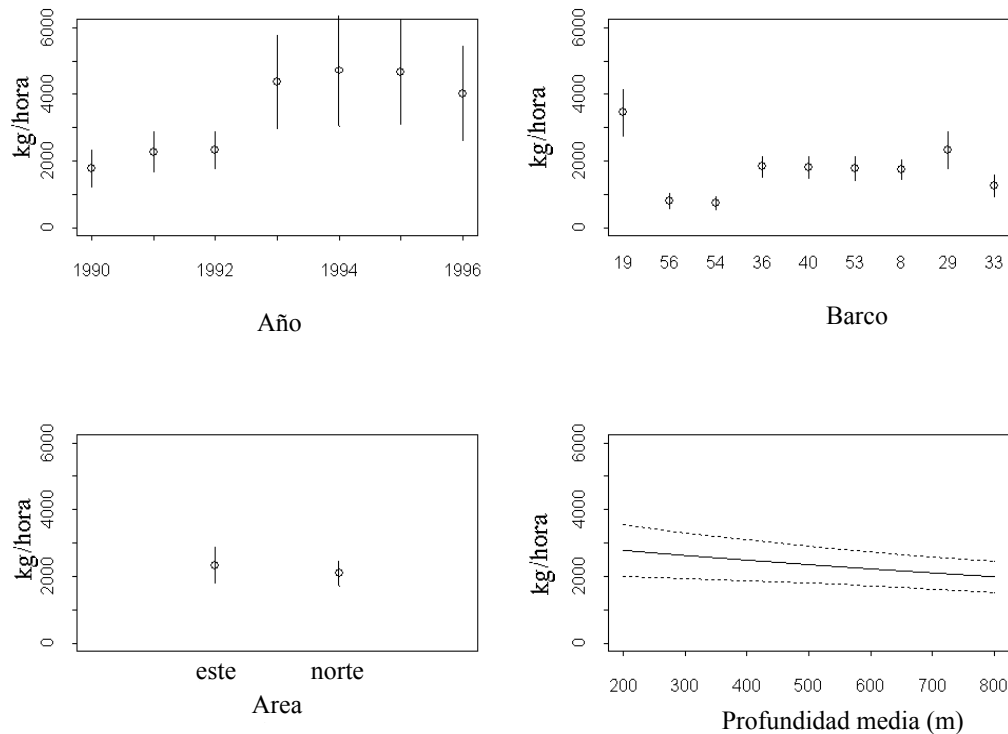 kg/hora
6000
4000
2000
0
1990 1992 1994 1996
Año
kg/hora
6000
4000
2000
0
19 56 54 36 40 53 8 29 33
Barco
kg/hora
6000
4000
2000
0
este norte
Area
kg/hora
6000
4000
2000
0
200 300 400 500 600 700 800
Profundidad media (m)